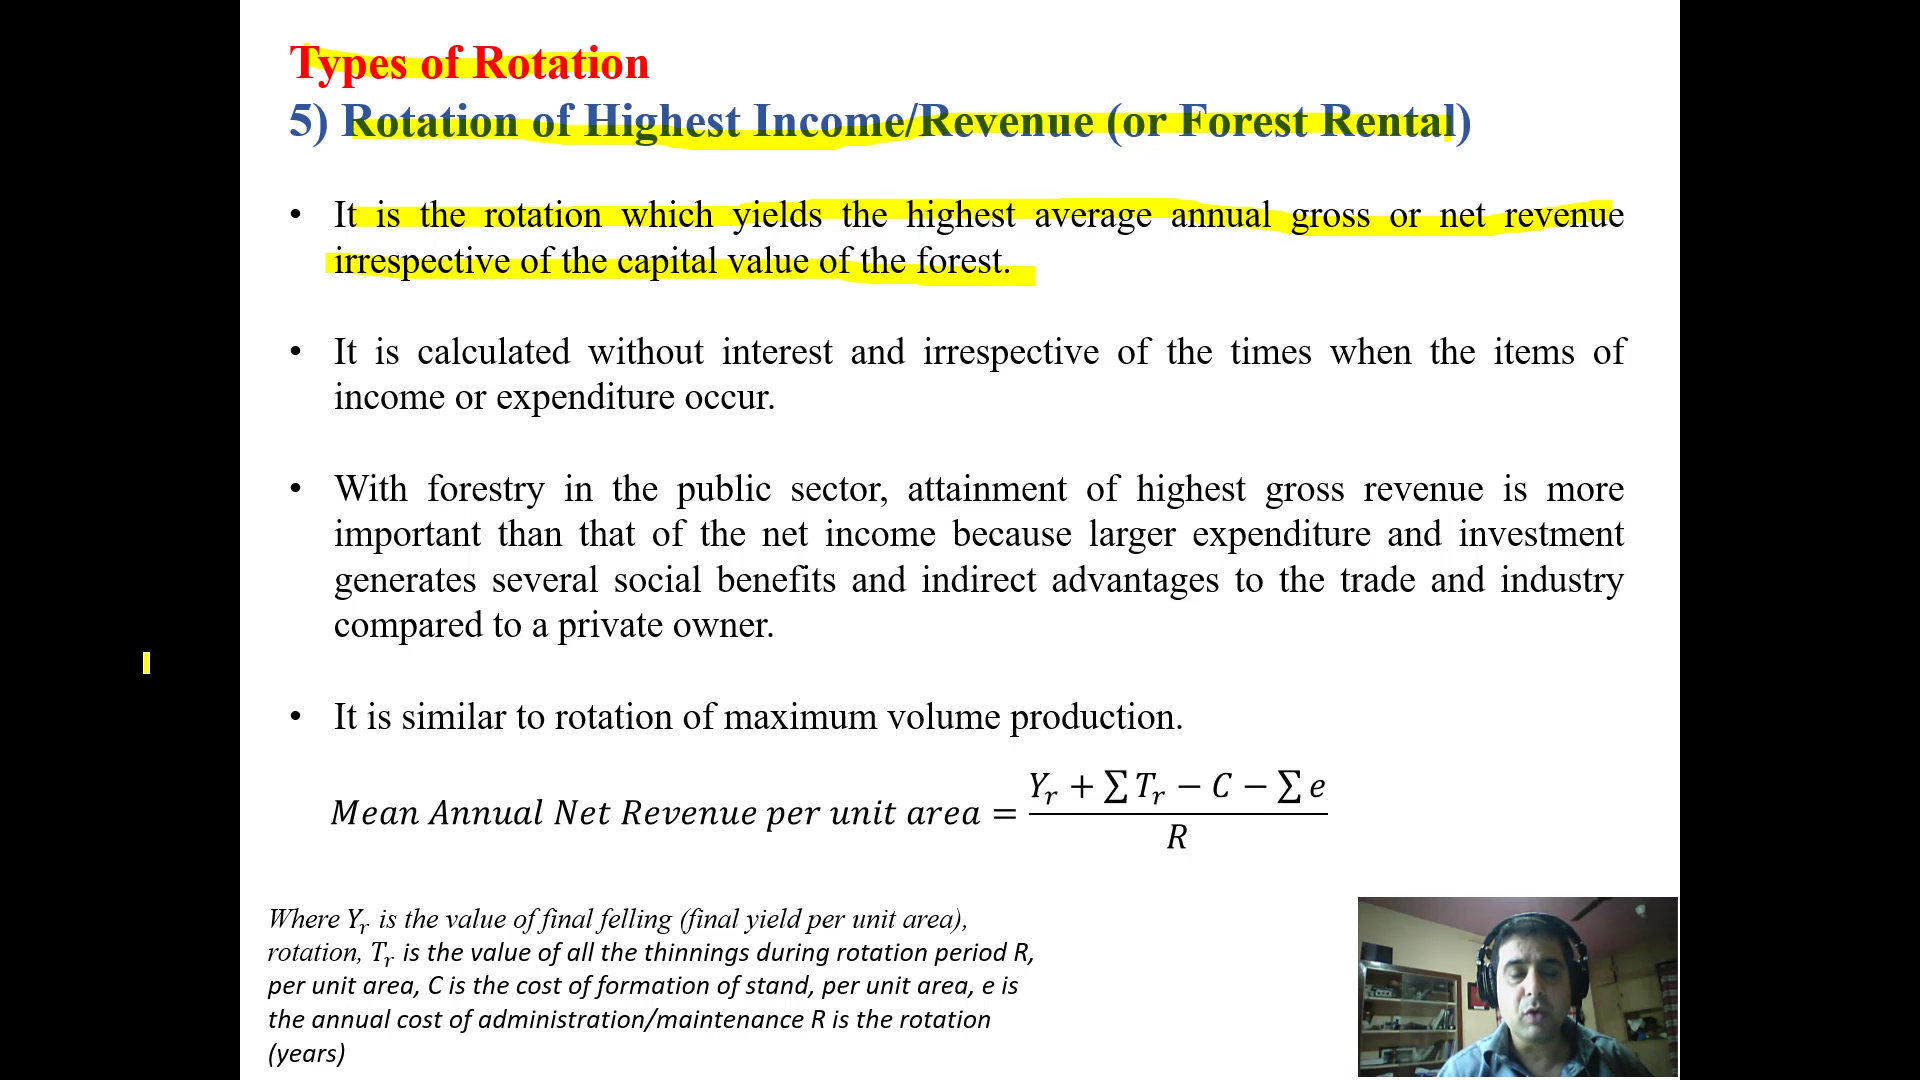 Types of Rotation
5) Rotation of Highest Income/Revenue (or Forest Rental)
• It is the rotation which yields the highest average annual gross or net revenue
irrespective of the capital value of the forest.
• It is calculated without interest and irrespective of the times when the items of
income or expenditure occur.
• With forestry in the public sector, attainment of highest gross revenue is more
important than that of the net income because larger expenditure and investment
generates several social benefits and indirect advantages to the trade and industry
compared to a private owner.
• It is similar to rotation of maximum volume production.
Mean Annual Net Revenue per unit area = (Yᵣ + ∑ Tᵣ − C − ∑ e) / R
Where Yᵣ is the value of final felling (final yield per unit area),
rotation, Tᵣ is the value of all the thinnings during rotation period R,
per unit area, C is the cost of formation of stand, per unit area, e is
the annual cost of administration/maintenance R is the rotation
(years)